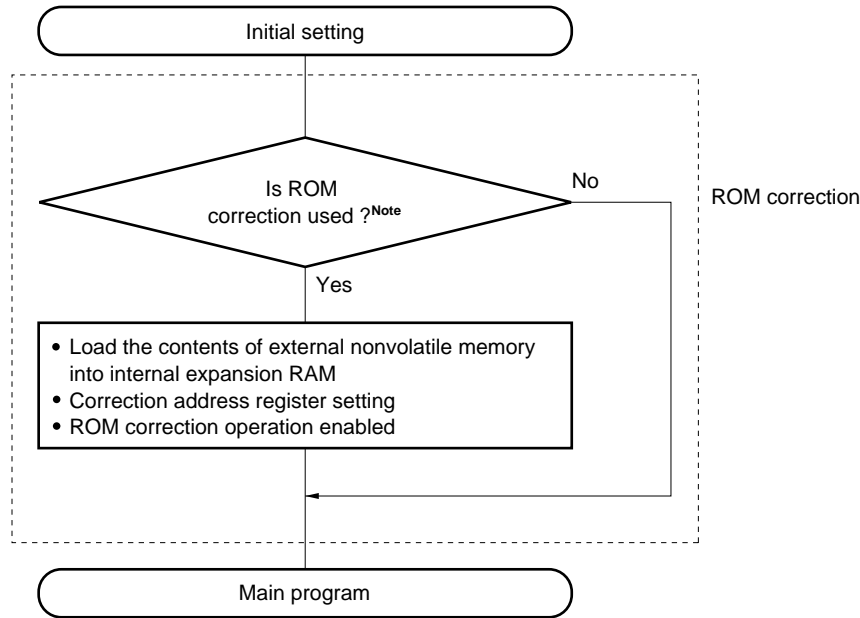 Initial setting
Is ROM
correction used ?Note
No
ROM correction
Yes
• Load the contents of external nonvolatile memory
into internal expansion RAM
• Correction address register setting
• ROM correction operation enabled
Main program